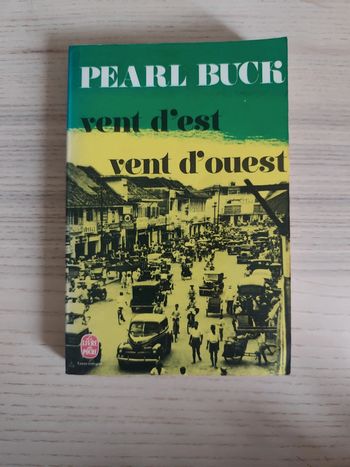 PEARL BUCK
vent d'est
vent d'ouest
LE LIVRE
DE POCHE